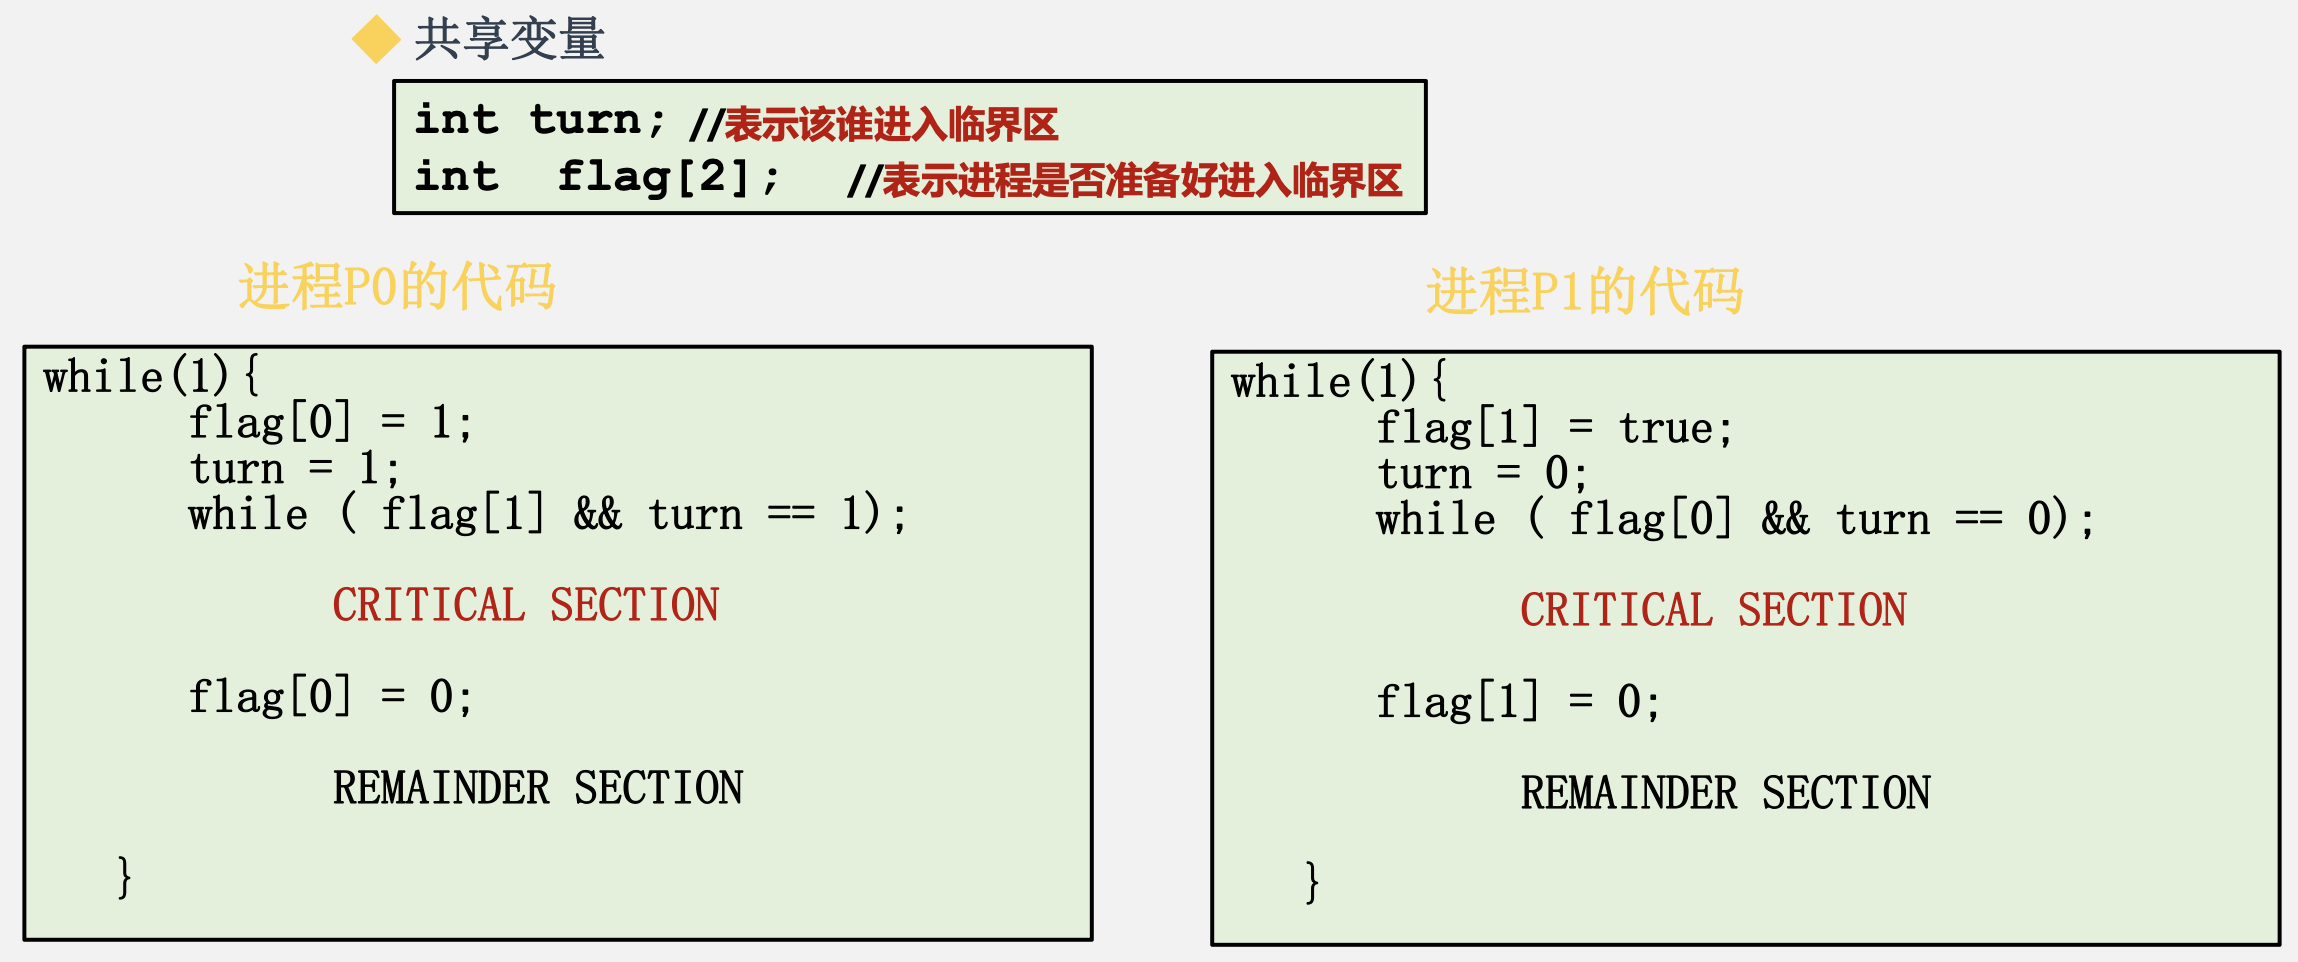 共享变量
int turn; //表示该谁进入临界区
int flag[2]; //表示进程是否准备好进入临界区
进程P0的代码
while(1){
flag[0] = 1;
turn = 1;
while ( flag[1] && turn == 1);
CRITICAL SECTION
flag[0] = 0;
REMAINDER SECTION
}
进程P1的代码
while(1){
flag[1] = true;
turn = 0;
while ( flag[0] && turn == 0);
CRITICAL SECTION
flag[1] = 0;
REMAINDER SECTION
}